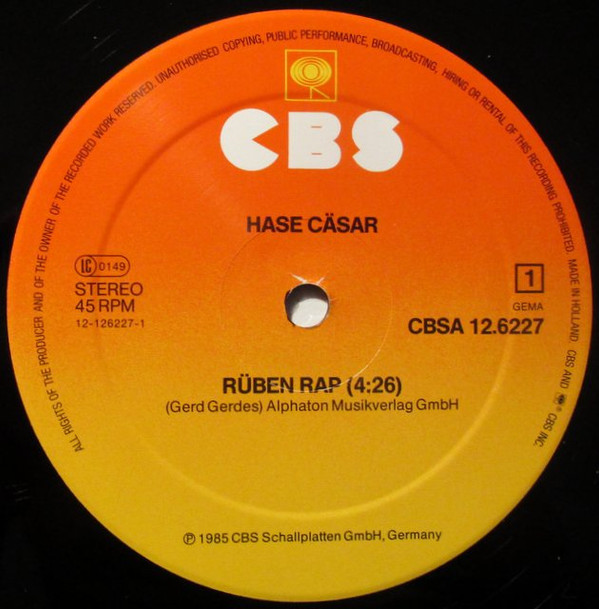 ALL RIGHTS OF THE PRODUCER AND OF THE OWNER OF THE RECORDED WORK RESERVED. UNAUTHORISED COPYING, PUBLIC PERFORMANCE, BROADCASTING, HIRING OR RENTAL OF THIS RECORDING PROHIBITED. MADE IN HOLLAND CBS AND ® CBS INC.
CBS
HASE CÄSAR
LC 0149
STEREO
45 RPM
12-126227-1
1
GEMA
CBSA 12.6227
RÜBEN RAP (4:26)
(Gerd Gerdes) Alphaton Musikverlag GmbH
℗ 1985 CBS Schallplatten GmbH, Germany